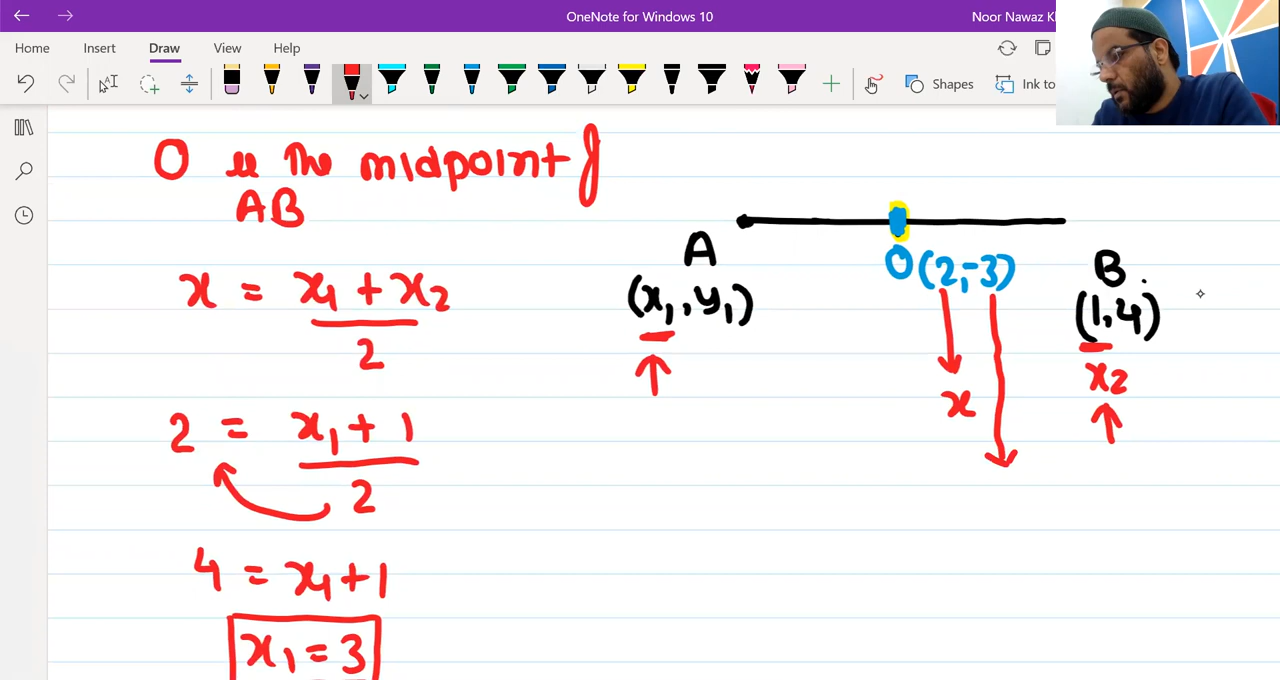 OneNote for Windows 10
Noor Nawaz Kh
Home Insert Draw View Help
Shapes
Ink to
O is the midpoint of
AB
x = x₁ + x₂
2
2 = x₁ + 1
2
4 = x₁ + 1
x₁ = 3
A
(x₁, y₁)
O(2,-3)
x
B
(1,4)
x₂